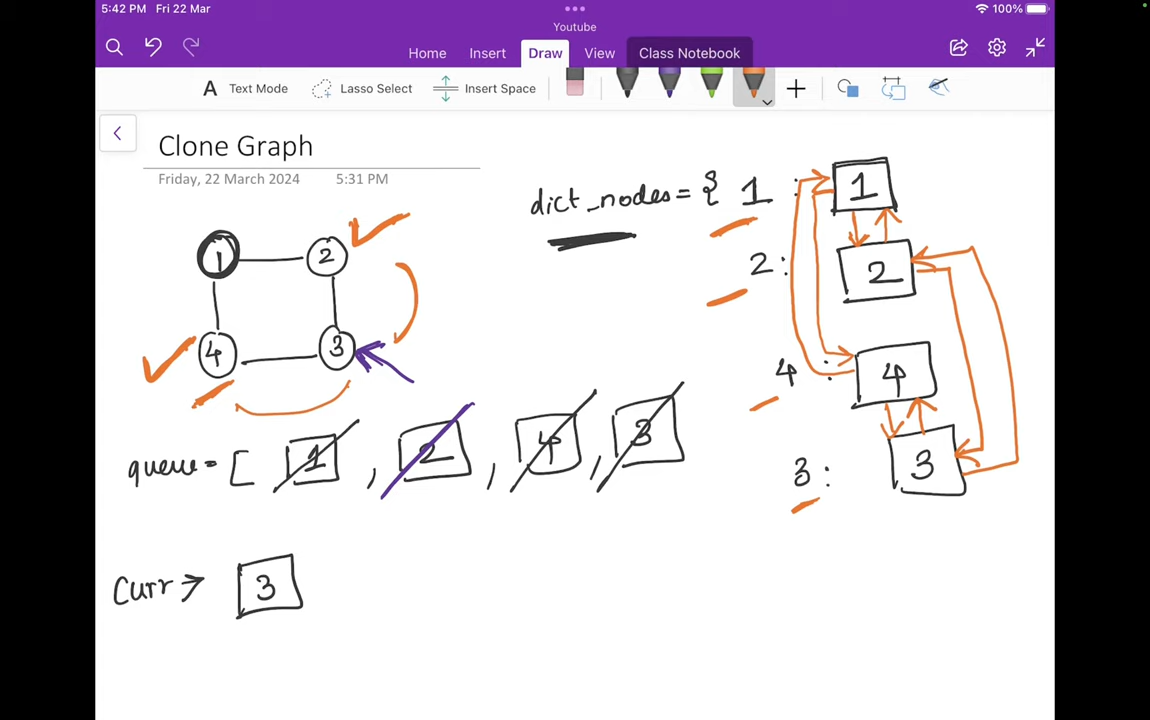 5:42 PM Fri 22 Mar
100%
Youtube
Home Insert Draw View Class Notebook
Text Mode Lasso Select Insert Space
Clone Graph
Friday, 22 March 2024 5:31 PM
dict_nodes = { 1 : 1
1 2
2 : 2
4 3
4 : 4
queue = [ 1 , 2 , 4 , 3
3 : 3
Curr → 3